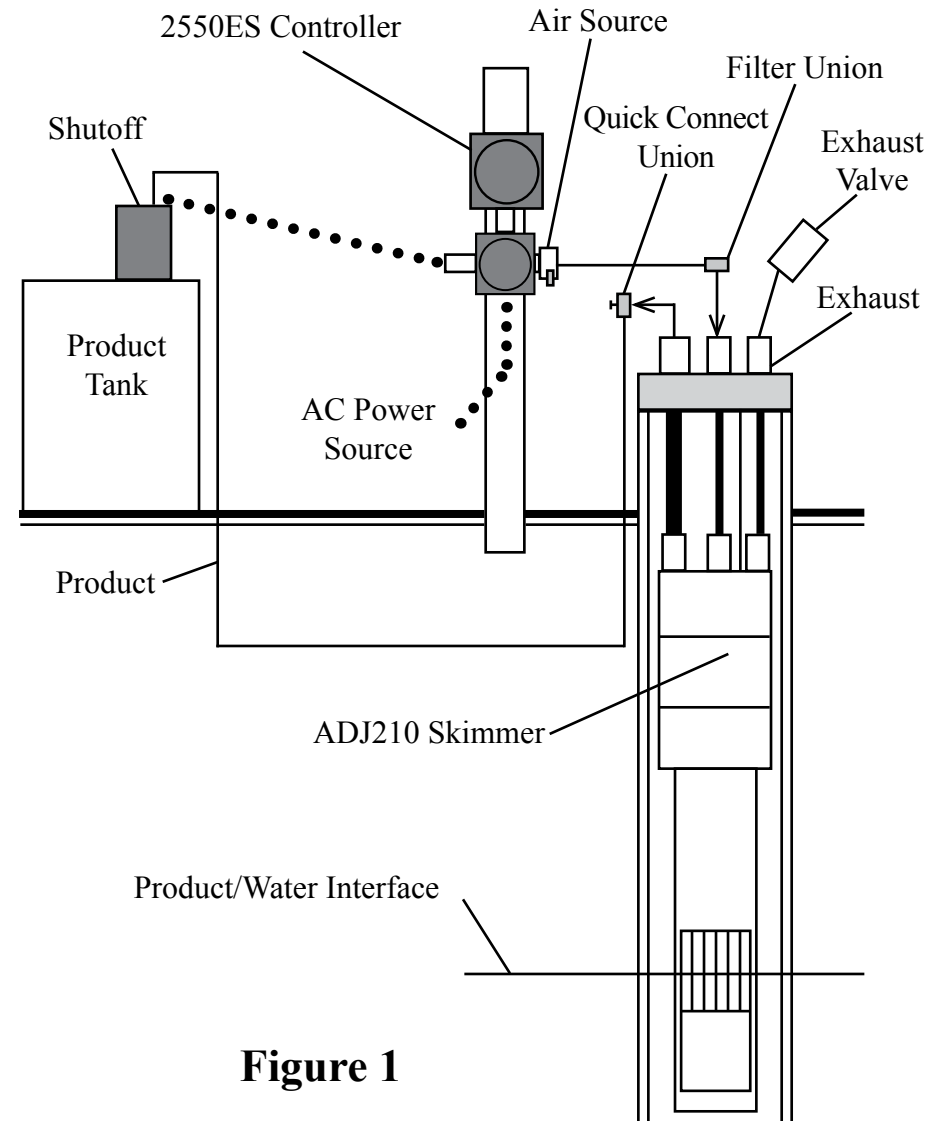 2550ES Controller
Air Source
Filter Union
Shutoff
Quick Connect
Union
Exhaust
Valve
Exhaust
Product
Tank
AC Power
Source
Product
ADJ210 Skimmer
Product/Water Interface
Figure 1